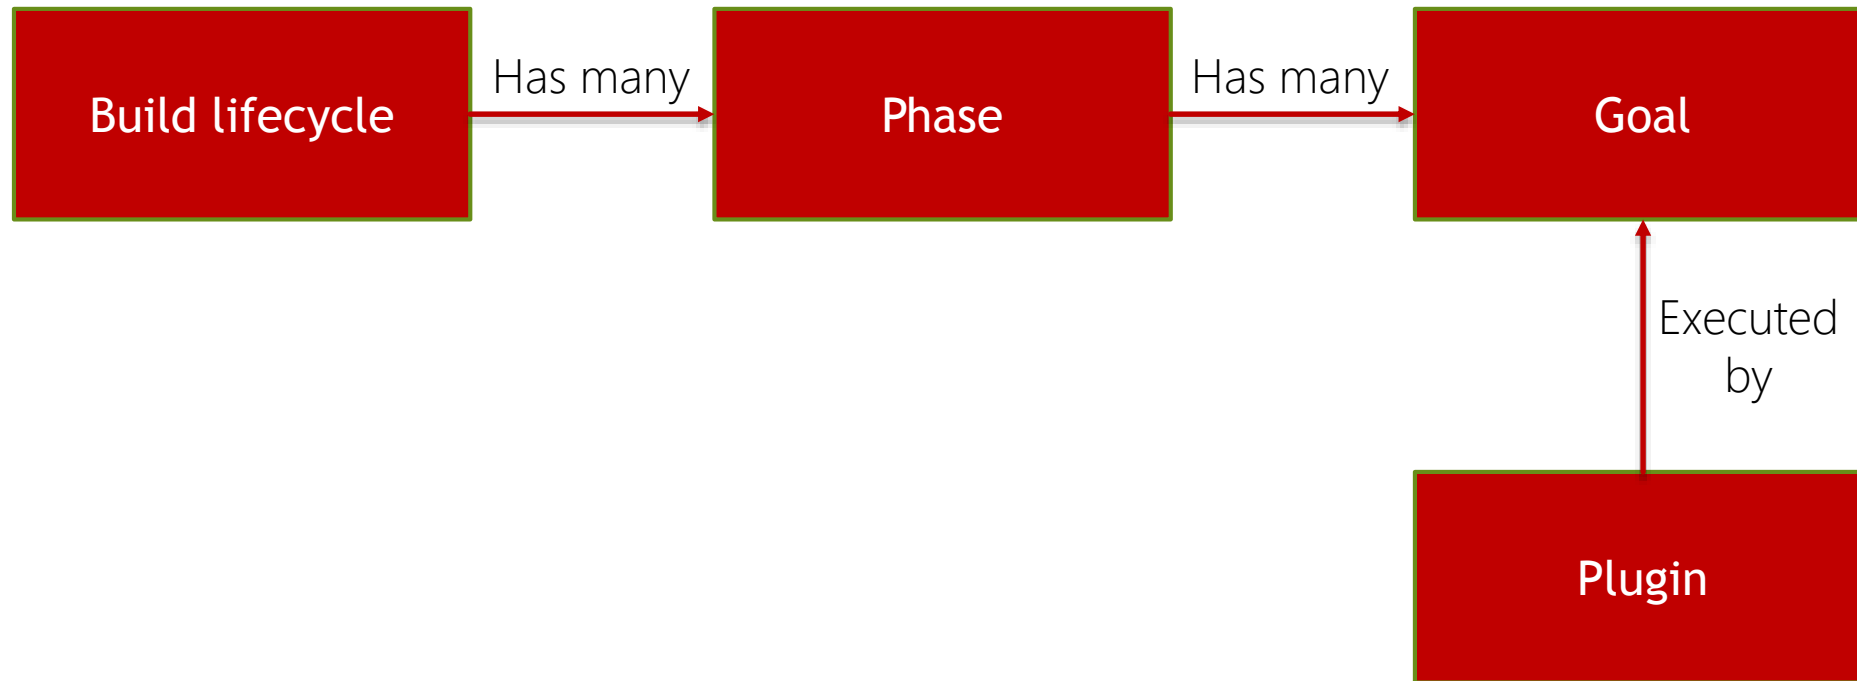 Build lifecycle
Has many
Phase
Has many
Goal
Executed
by
Plugin